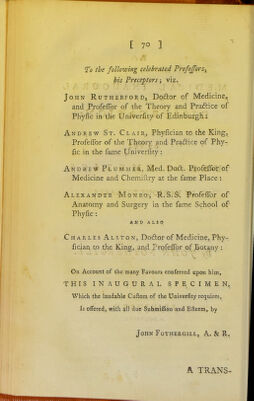 [ 70 ]
To the following celebrated Profeſſors,
his Preceptors; viz.
JOHN RUTHERFORD, Doctor of Medicine,
and Profeſſor of the Theory and Practice of
Phyſic in the Univerſity of Edinburgh:
ANDREW ST. CLAIR, Phyſician to the King,
Profeſſor of the Theory and Practice of Phy-
ſic in the ſame Univerſity:
ANDREW PLUMMER, Med. Doct. Profeſſor of
Medicine and Chemiſtry at the ſame Place:
ALEXANDER MONRO, R.S.S. Profeſſor of
Anatomy and Surgery in the ſame School of
Phyſic:
AND ALSO
CHARLES ALSTON, Doctor of Medicine, Phy-
ſician to the King, and Profeſſor of Botany:
On Account of the many Favours conferred upon him,
THIS INAUGURAL SPECIMEN,
Which the laudable Cuſtom of the Univerſity requires,
Is offered, with all due Submiſſion and Eſteem, by
JOHN FOTHERGILL, A. & R.
A TRANS-